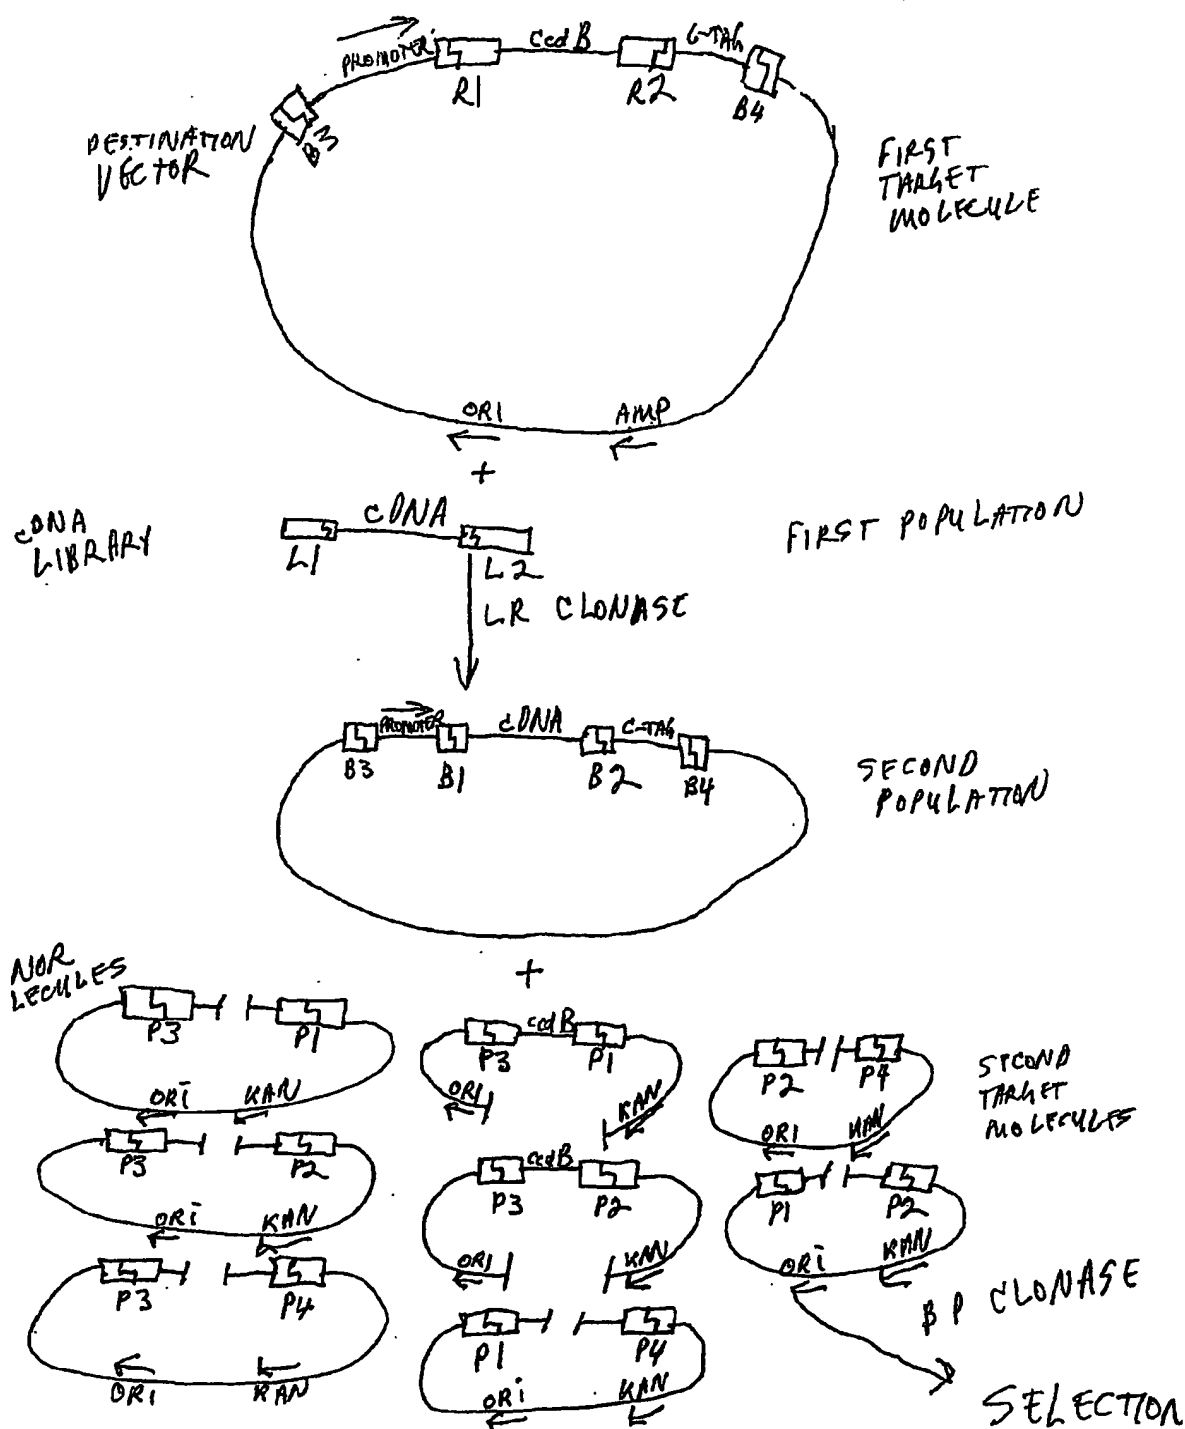 PROMOTER
ccdB
C-TAG
R1
R2
B4
B3
DESTINATION
VECTOR
FIRST
TARGET
MOLECULE
ORI
AMP
+
cDNA
LIBRARY
cDNA
L1
L2
FIRST POPULATION
LR CLONASE
PROMOTER
cDNA
C-TAG
B3
B1
B2
B4
SECOND
POPULATION
+
NOR
LECULES
P3
P1
ORI
KAN
P3
ccdB
P1
ORI
KAN
P2
P4
ORI
KAN
SECOND
TARGET
MOLECULES
P3
P2
ORI
KAN
P3
ccdB
P2
ORI
KAN
P1
P2
ORI
KAN
P3
P4
ORI
KAN
P1
P4
ORI
KAN
BP CLONASE
SELECTION